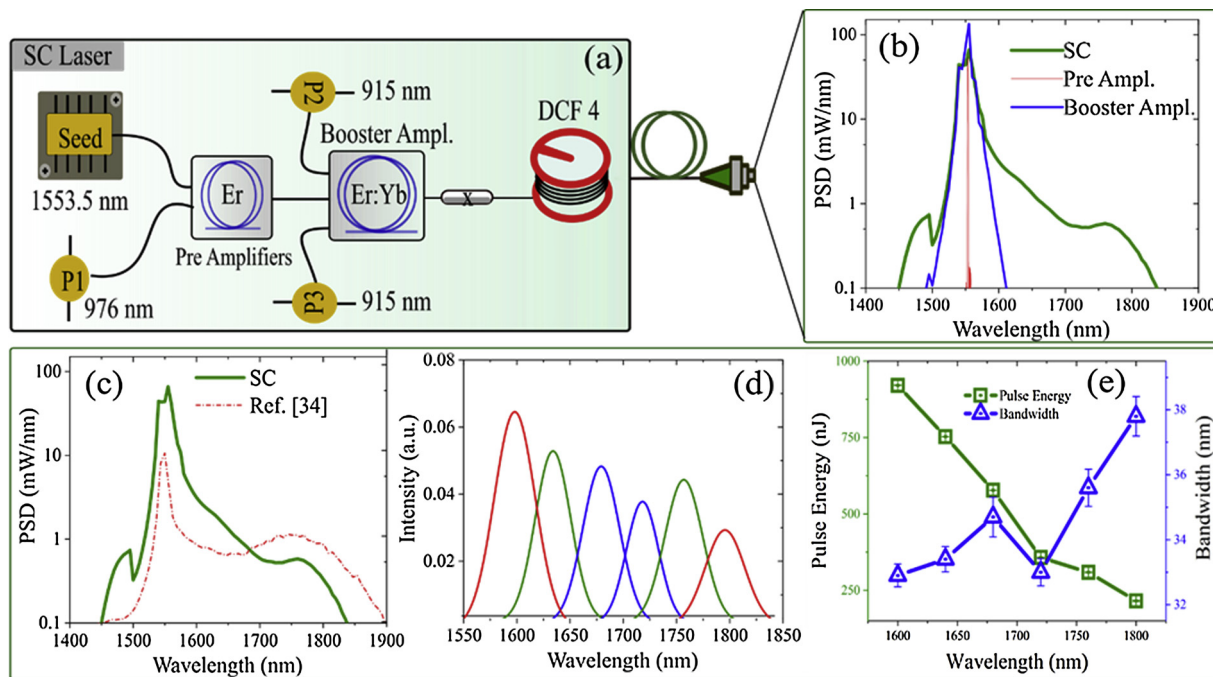 SC Laser
(a)
Seed
1553.5 nm
P1
976 nm
Er
Pre Amplifiers
P2
915 nm
Booster Ampl.
Er:Yb
P3
915 nm
x
DCF 4
(b)
SC
Pre Ampl.
Booster Ampl.
PSD (mW/nm)
100
10
1
0.1
1400 1500 1600 1700 1800 1900
Wavelength (nm)
(c)
SC
Ref. [34]
PSD (mW/nm)
100
10
1
0.1
1400 1500 1600 1700 1800 1900
Wavelength (nm)
(d)
Intensity (a.u.)
0.08
0.06
0.04
0.02
1550 1600 1650 1700 1750 1800 1850
Wavelength (nm)
(e)
Pulse Energy
Bandwidth
Pulse Energy (nJ)
1000
750
500
250
Bandwidth (nm)
38
36
34
32
1600 1650 1700 1750 1800
Wavelength (nm)